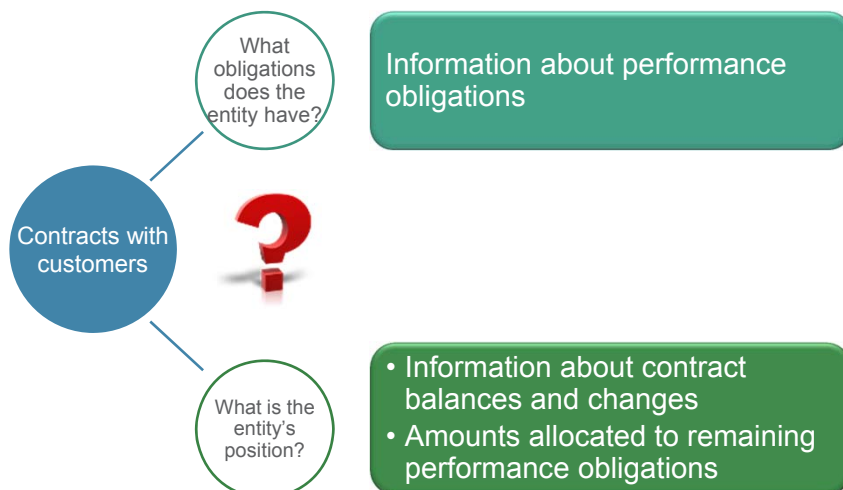 What
obligations
does the
entity have?
Information about performance
obligations
Contracts with
customers
?
What is the
entity's
position?
• Information about contract
balances and changes
• Amounts allocated to remaining
performance obligations